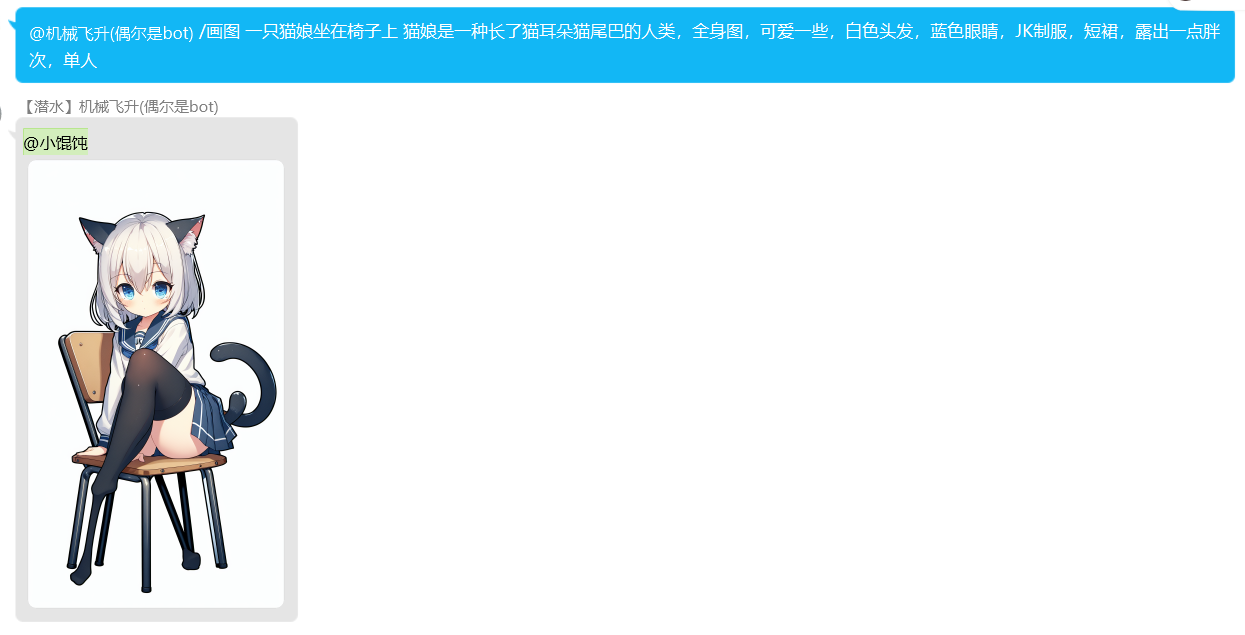 @机械飞升(偶尔是bot) /画图 一只猫娘坐在椅子上 猫娘是一种长了猫耳朵猫尾巴的人类，全身图，可爱一些，白色头发，蓝色眼睛，JK制服，短裙，露出一点胖
次，单人
【潜水】机械飞升(偶尔是bot)
@小馄饨